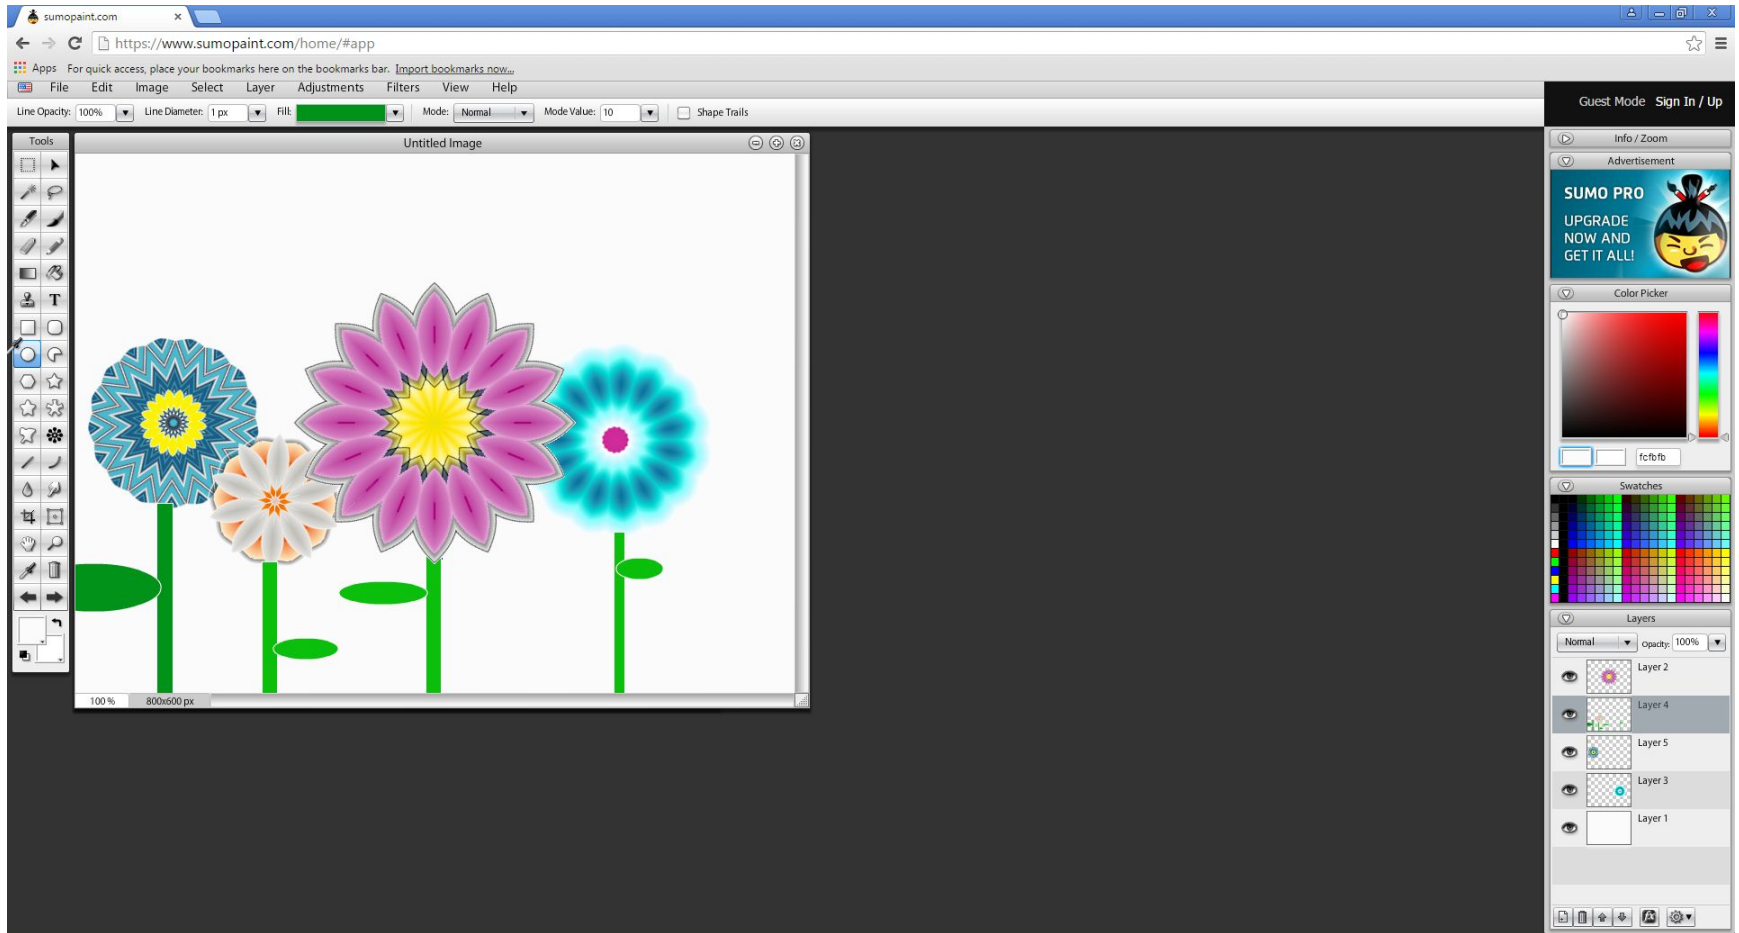 sumopaint.com
https://www.sumopaint.com/home/#app
Apps For quick access, place your bookmarks here on the bookmarks bar. Import bookmarks now...
File Edit Image Select Layer Adjustments Filters View Help
Guest Mode Sign In / Up
Line Opacity: 100% Line Diameter: 1 px Fill: Mode: Normal Mode Value: 10 Shape Trails
Tools
Untitled Image
T
100 % 800x600 px
Info / Zoom
Advertisement
SUMO PRO
UPGRADE
NOW AND
GET IT ALL!
Color Picker
fcfbfb
Swatches
Layers
Normal Opacity: 100%
Layer 2
Layer 4
Layer 5
Layer 3
Layer 1